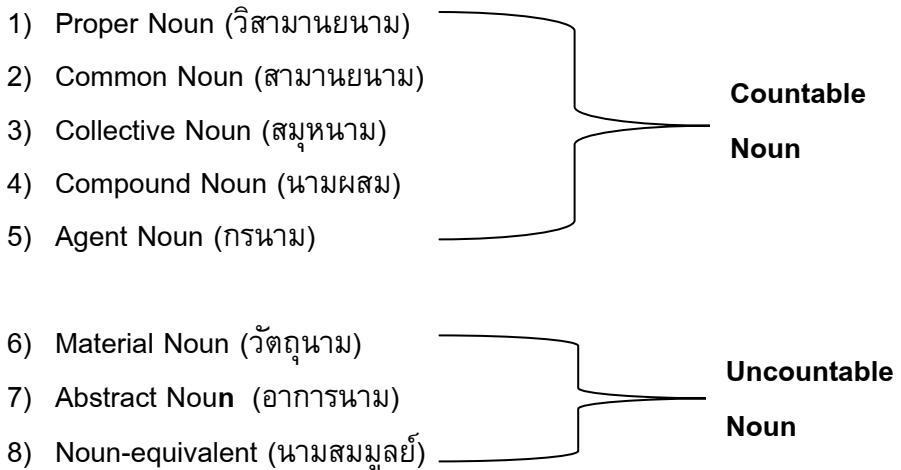 1) Proper Noun (วิสามานยนาม)
2) Common Noun (สามานยนาม)
3) Collective Noun (สมุหนาม)
4) Compound Noun (นามผสม)
5) Agent Noun (กรนาม)
Countable
Noun
6) Material Noun (วัตถุนาม)
7) Abstract Noun (อาการนาม)
8) Noun-equivalent (นามสมมูลย์)
Uncountable
Noun